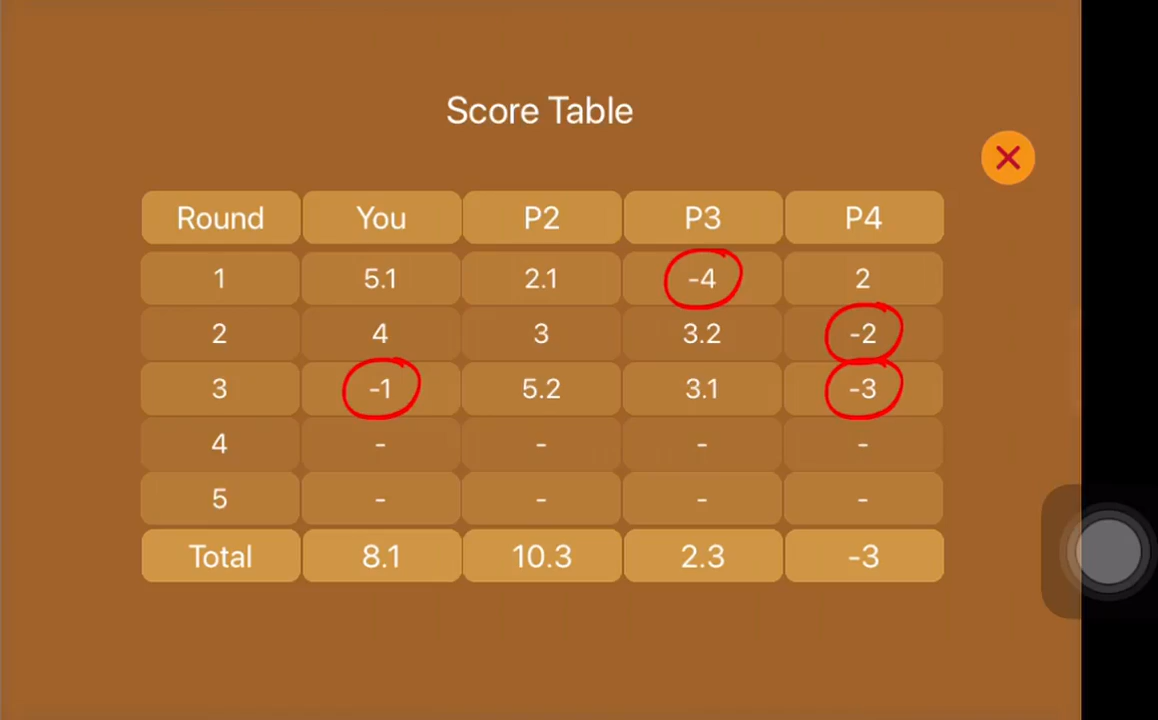 Score Table
Round You P2 P3 P4
1 5.1 2.1 -4 2
2 4 3 3.2 -2
3 -1 5.2 3.1 -3
4 - - - -
5 - - - -
Total 8.1 10.3 2.3 -3